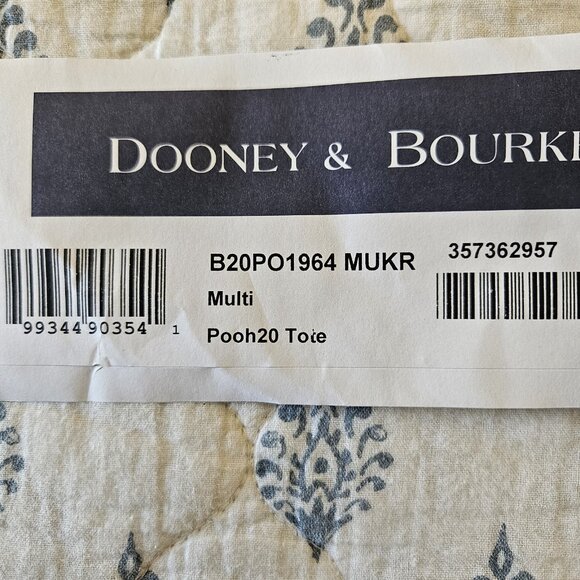 DOONEY & BOURKE
B20PO1964 MUKR
357362957
Multi
99344 90354 1
Pooh20 Tote